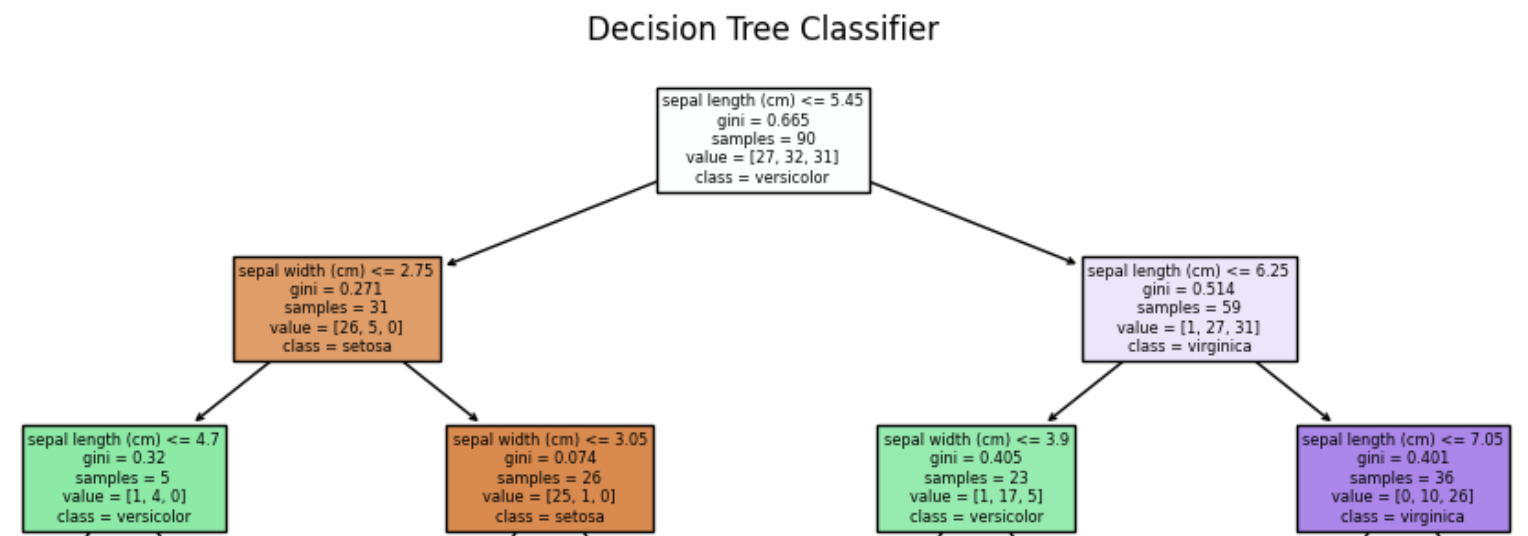 Decision Tree Classifier
sepal length (cm) <= 5.45
gini = 0.665
samples = 90
value = [27, 32, 31]
class = versicolor
sepal width (cm) <= 2.75
gini = 0.271
samples = 31
value = [26, 5, 0]
class = setosa
sepal length (cm) <= 6.25
gini = 0.514
samples = 59
value = [1, 27, 31]
class = virginica
sepal length (cm) <= 4.7
gini = 0.32
samples = 5
value = [1, 4, 0]
class = versicolor
sepal width (cm) <= 3.05
gini = 0.074
samples = 26
value = [25, 1, 0]
class = setosa
sepal width (cm) <= 3.9
gini = 0.405
samples = 23
value = [1, 17, 5]
class = versicolor
sepal length (cm) <= 7.05
gini = 0.401
samples = 36
value = [0, 10, 26]
class = virginica